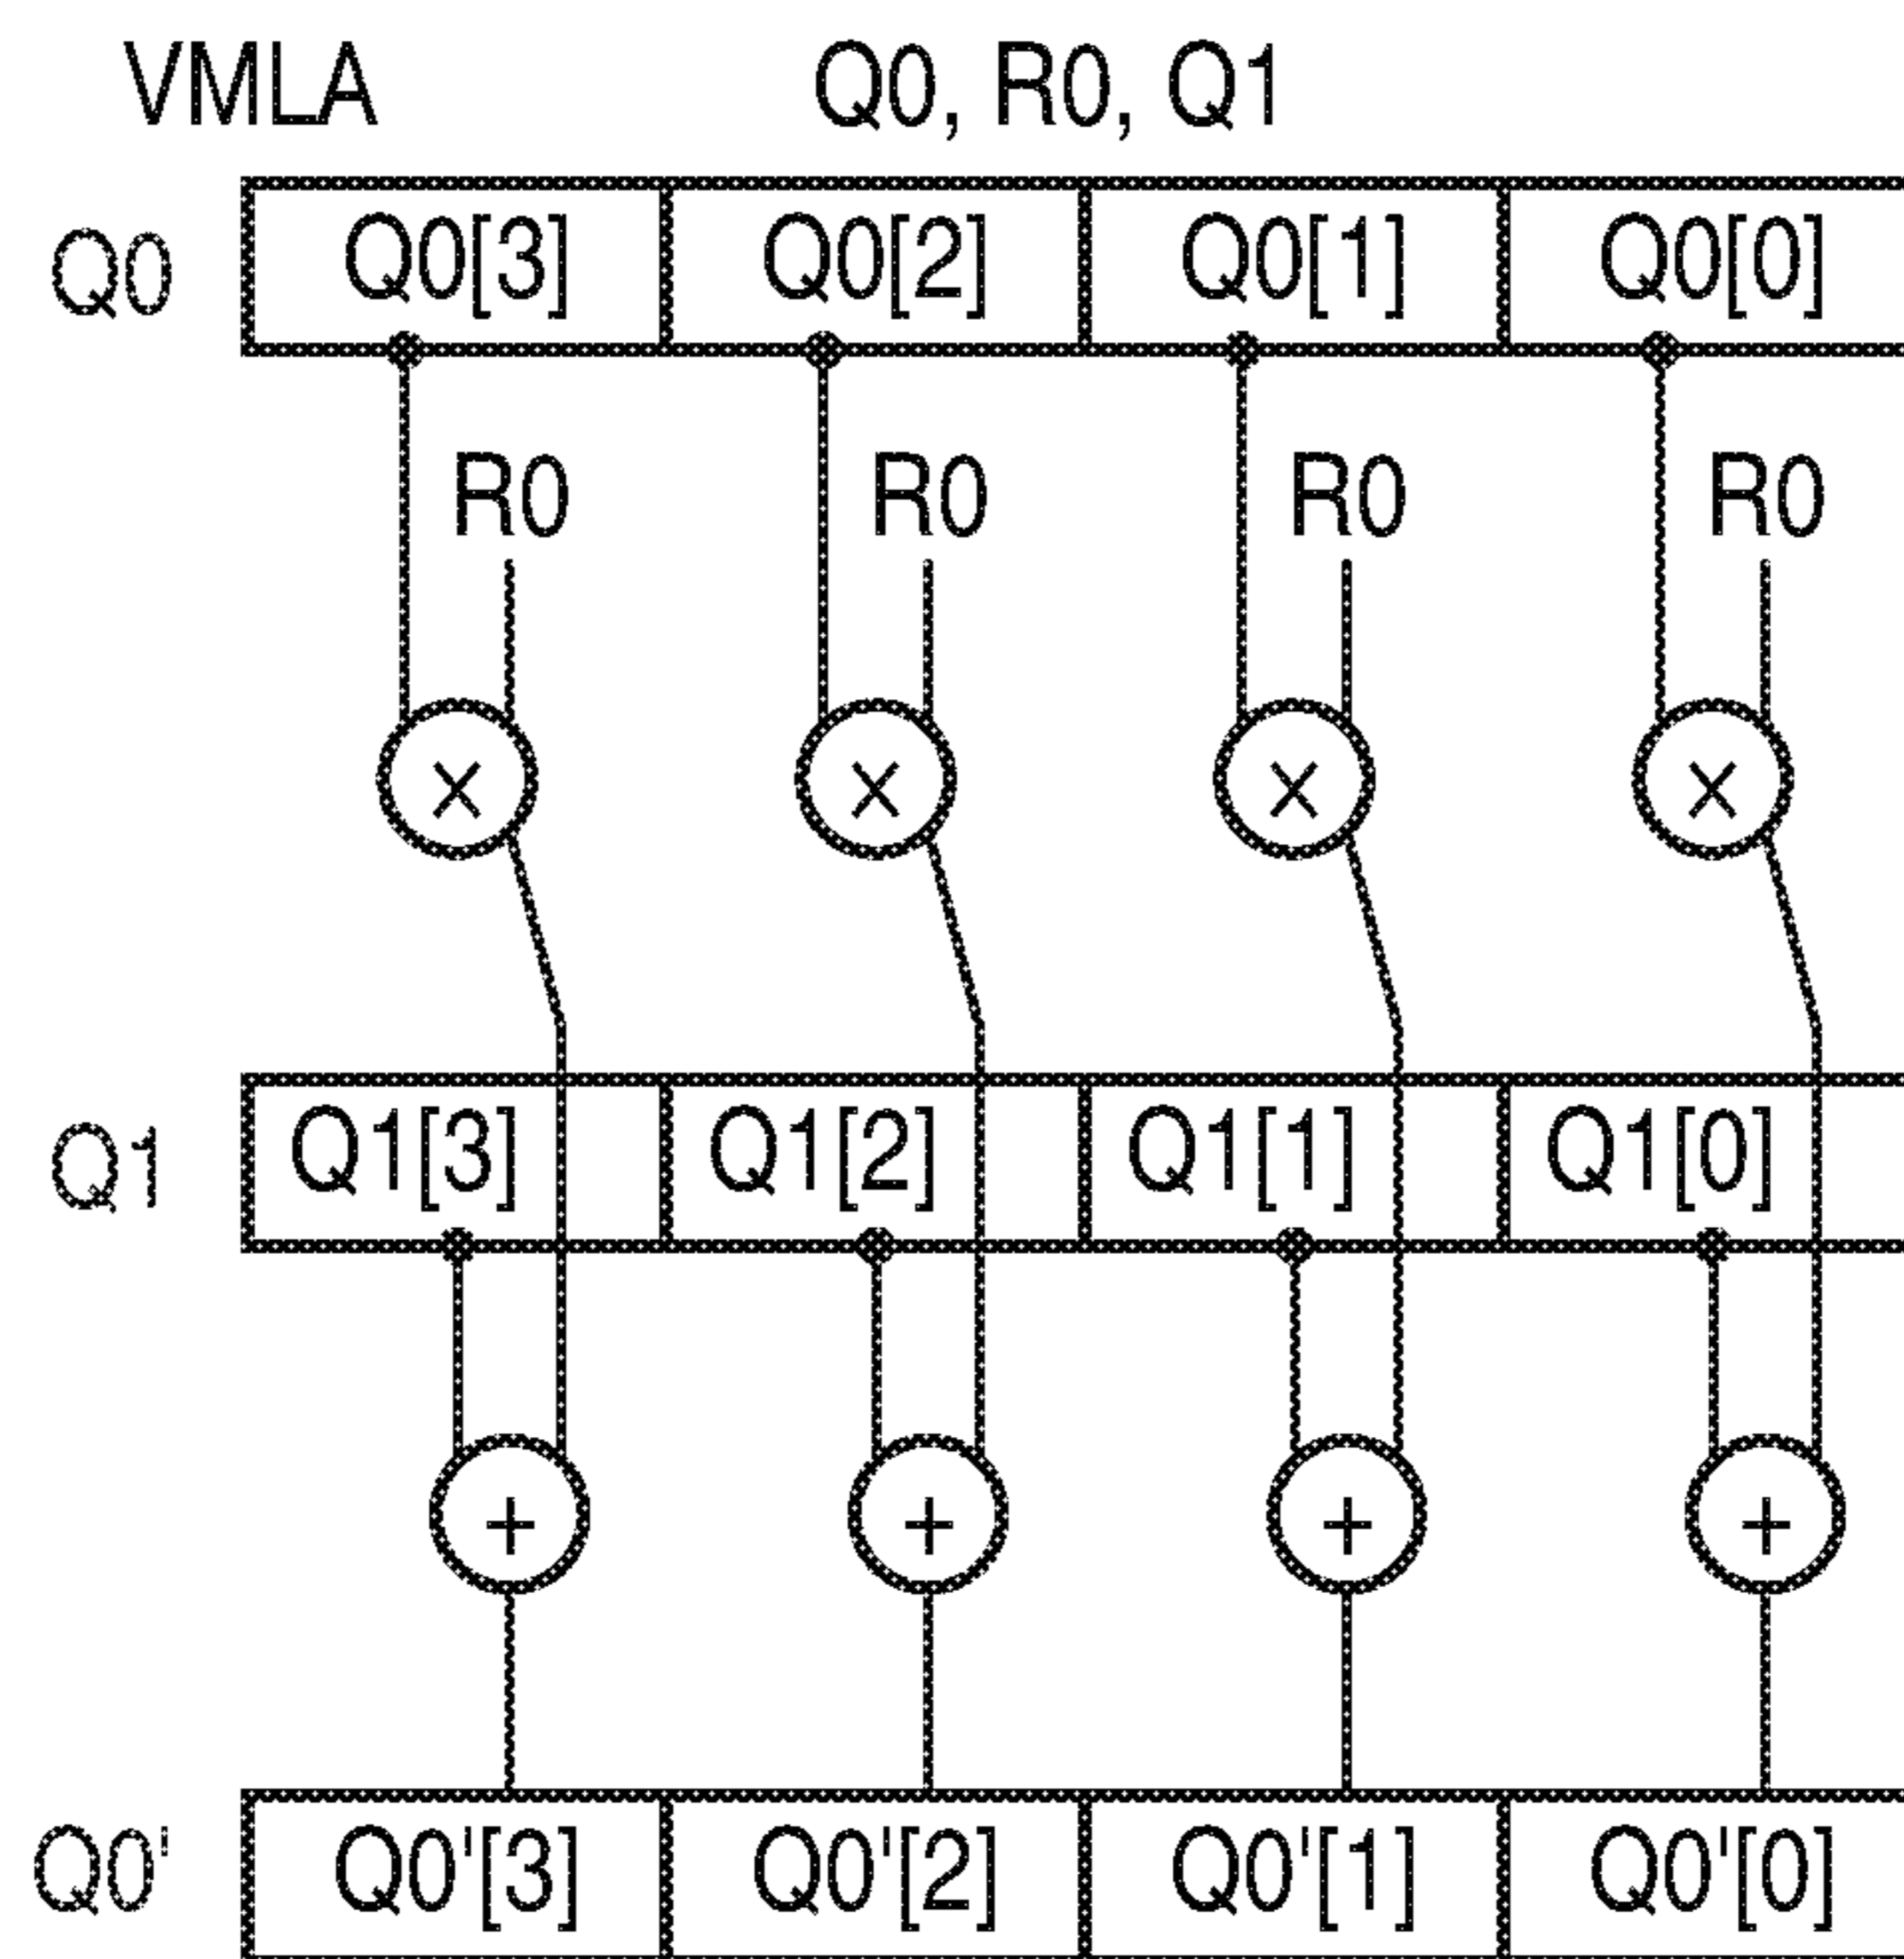 VMLA Q0, R0, Q1
Q0 Q0[3] Q0[2] Q0[1] Q0[0]
R0 R0 R0 R0
× × × ×
Q1 Q1[3] Q1[2] Q1[1] Q1[0]
+ + + +
Q0' Q0'[3] Q0'[2] Q0'[1] Q0'[0]